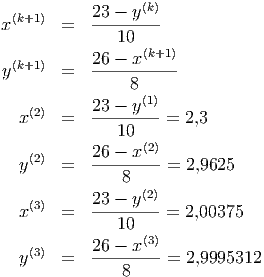 x^(k+1) = (23 − y^(k)) / 10
y^(k+1) = (26 − x^(k+1)) / 8
x^(2) = (23 − y^(1)) / 10 = 2,3
y^(2) = (26 − x^(2)) / 8 = 2,9625
x^(3) = (23 − y^(2)) / 10 = 2,00375
y^(3) = (26 − x^(3)) / 8 = 2,9995312